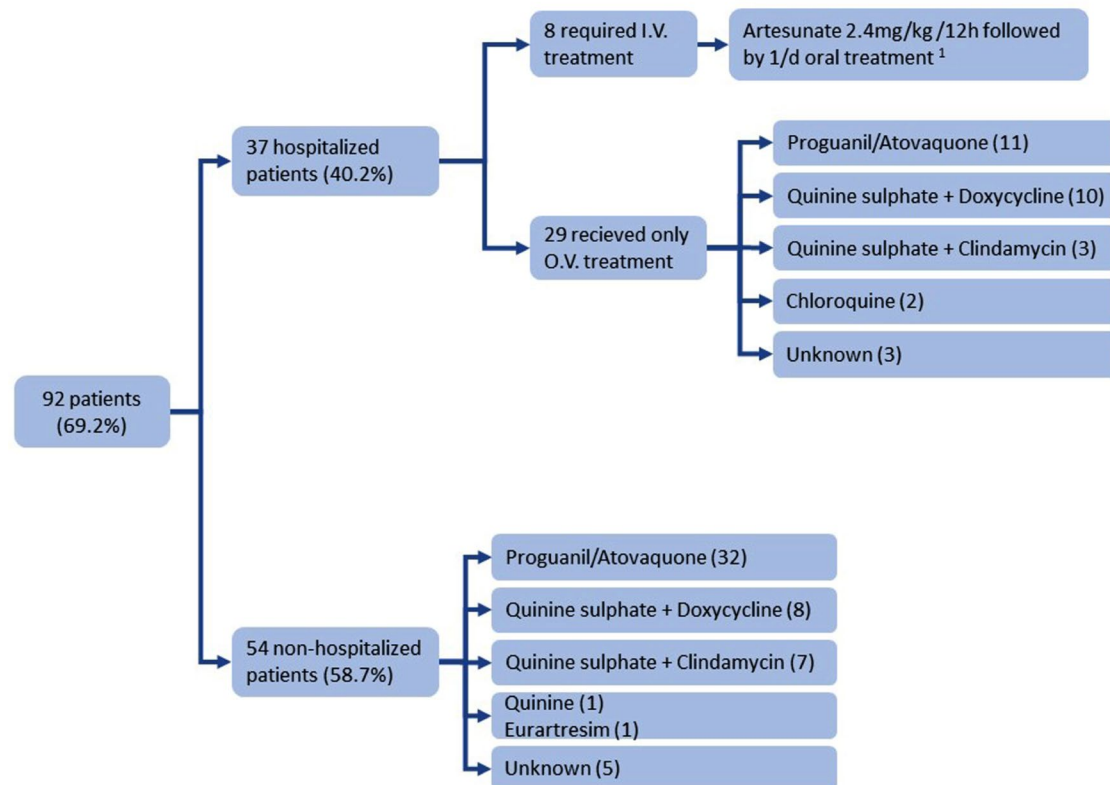 92 patients
(69.2%)
37 hospitalized
patients (40.2%)
8 required I.V.
treatment
Artesunate 2.4mg/kg /12h followed
by 1/d oral treatment ¹
29 recieved only
O.V. treatment
Proguanil/Atovaquone (11)
Quinine sulphate + Doxycycline (10)
Quinine sulphate + Clindamycin (3)
Chloroquine (2)
Unknown (3)
54 non-hospitalized
patients (58.7%)
Proguanil/Atovaquone (32)
Quinine sulphate + Doxycycline (8)
Quinine sulphate + Clindamycin (7)
Quinine (1)
Eurartresim (1)
Unknown (5)